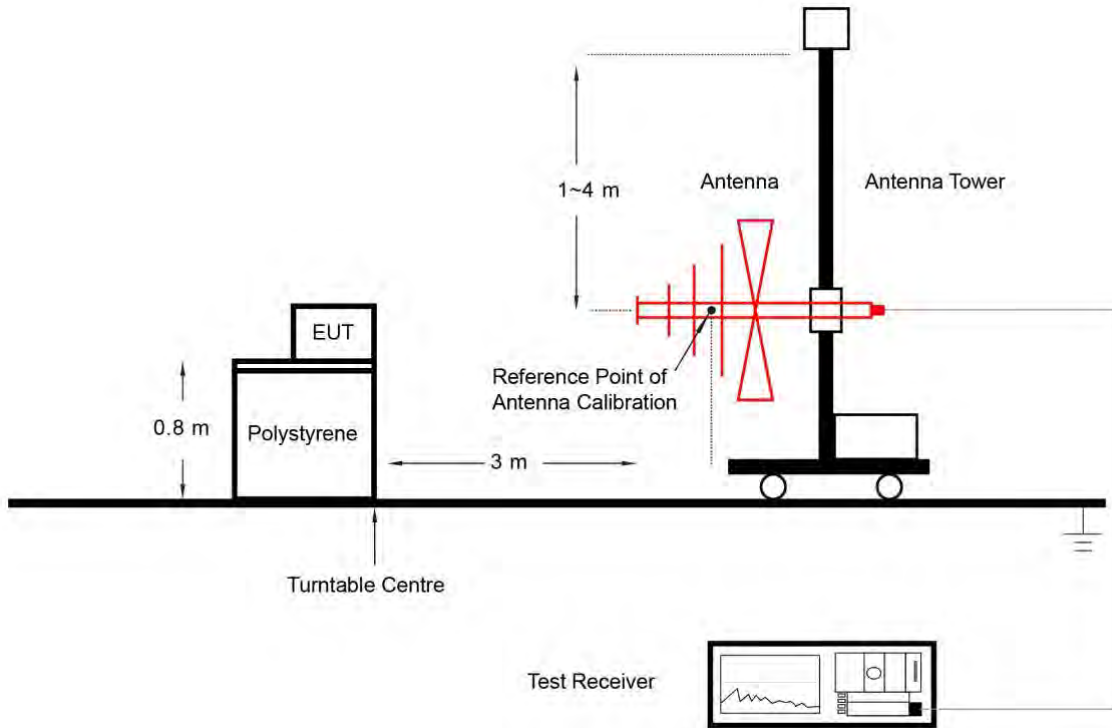 1~4 m
Antenna
Antenna Tower
EUT
Reference Point of
Antenna Calibration
0.8 m
Polystyrene
3 m
Turntable Centre
Test Receiver